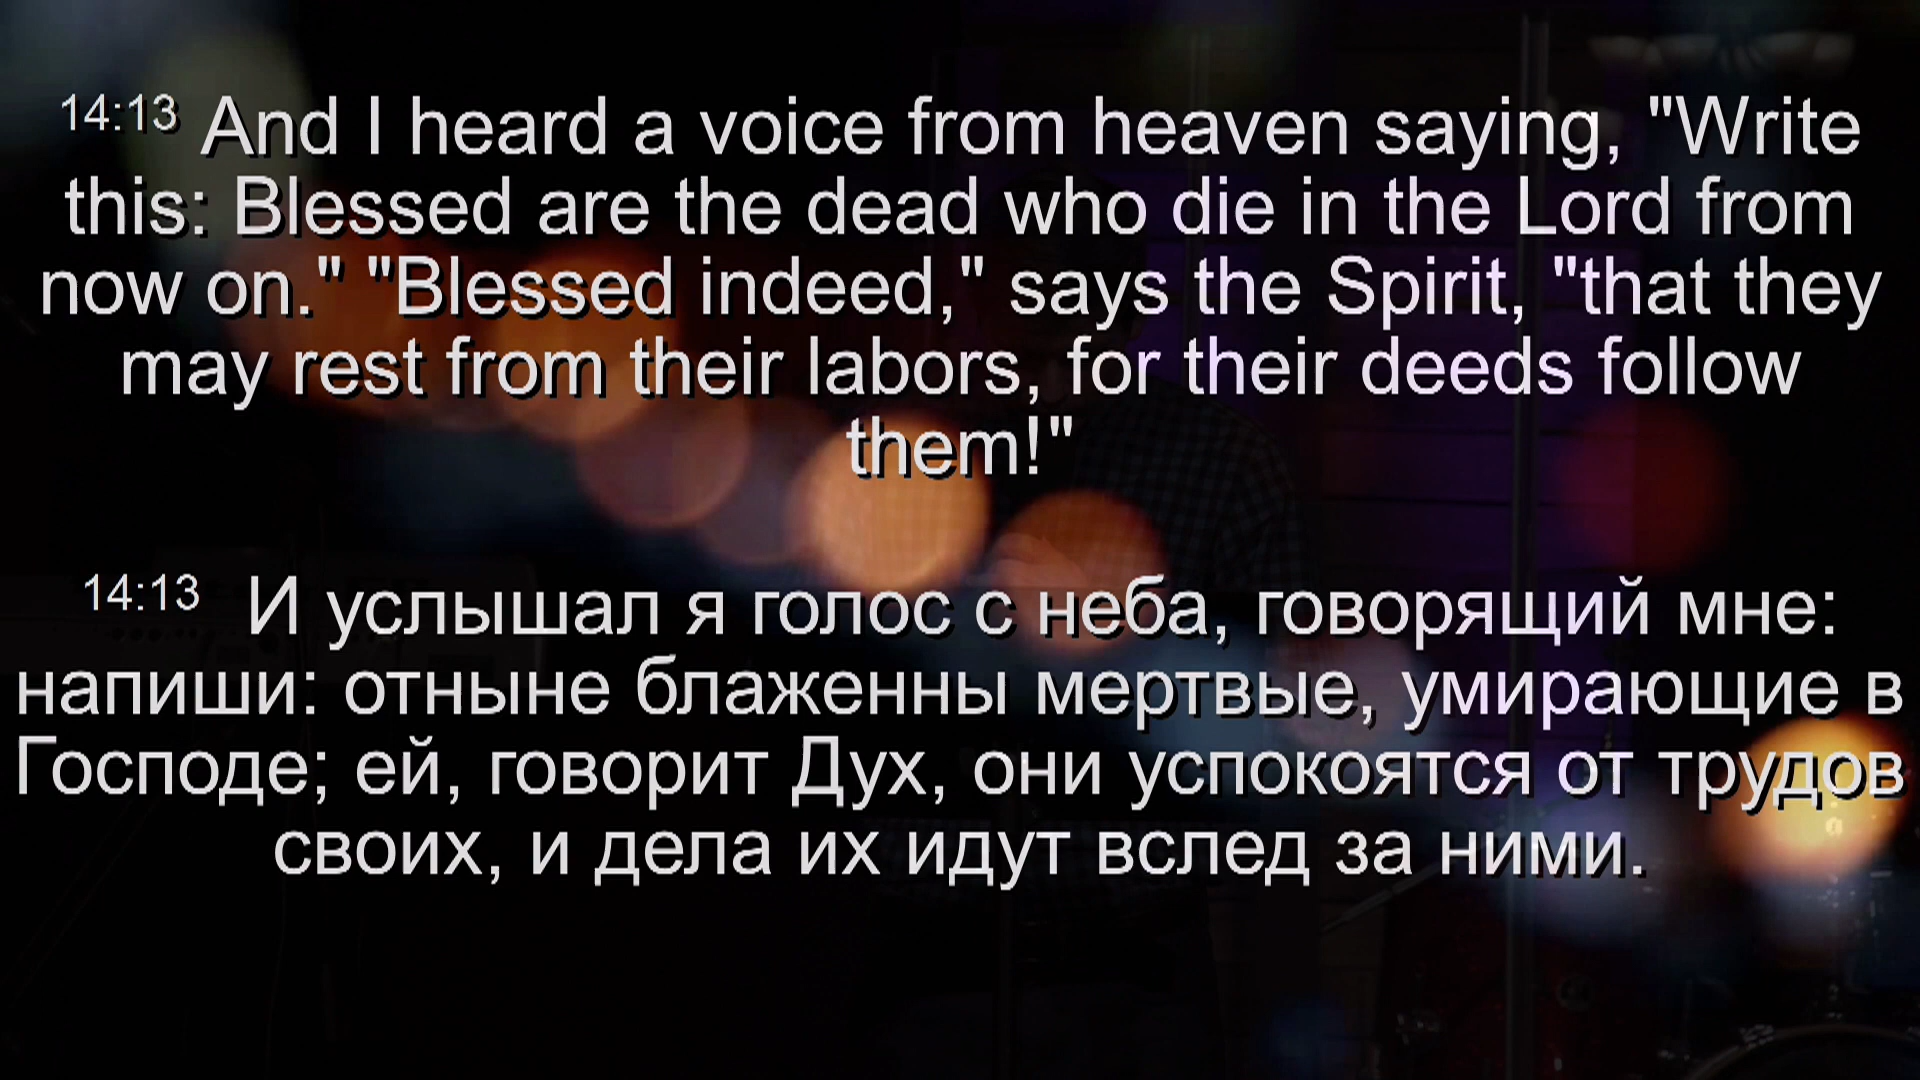 14:13 And I heard a voice from heaven saying, "Write
this: Blessed are the dead who die in the Lord from
now on." "Blessed indeed," says the Spirit, "that they
may rest from their labors, for their deeds follow
them!"
14:13 И услышал я голос с неба, говорящий мне:
напиши: отныне блаженны мертвые, умирающие в
Господе; ей, говорит Дух, они успокоятся от трудов
своих, и дела их идут вслед за ними.